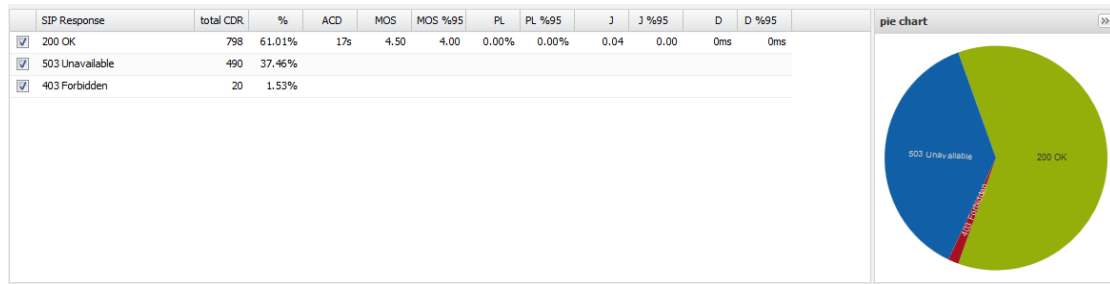 SIP Response total CDR % ACD MOS MOS %95 PL PL %95 J J %95 D D %95
200 OK 798 61.01% 17s 4.50 4.00 0.00% 0.00% 0.04 0.00 0ms 0ms
503 Unavailable 490 37.46%
403 Forbidden 20 1.53%
pie chart
503 Unavailable
200 OK
403 Forbidden